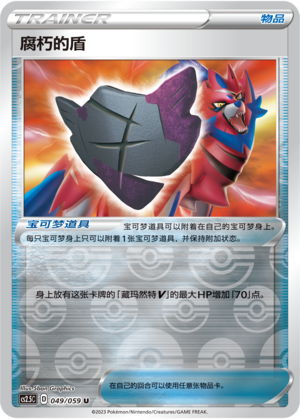 TRAINER
物品
腐朽的盾
宝可梦道具
宝可梦道具可以附着在自己的宝可梦身上。
每只宝可梦身上只可以附着1张宝可梦道具，并保持附加状态。
身上放有这张卡牌的「藏玛然特V」的最大HP增加「70」点。
Illus. Studio Graphics
CS2.5C D 049/059 U
在自己的回合可以使任意张物品卡。
©2023 Pokémon/Nintendo/Creatures/GAME FREAK.